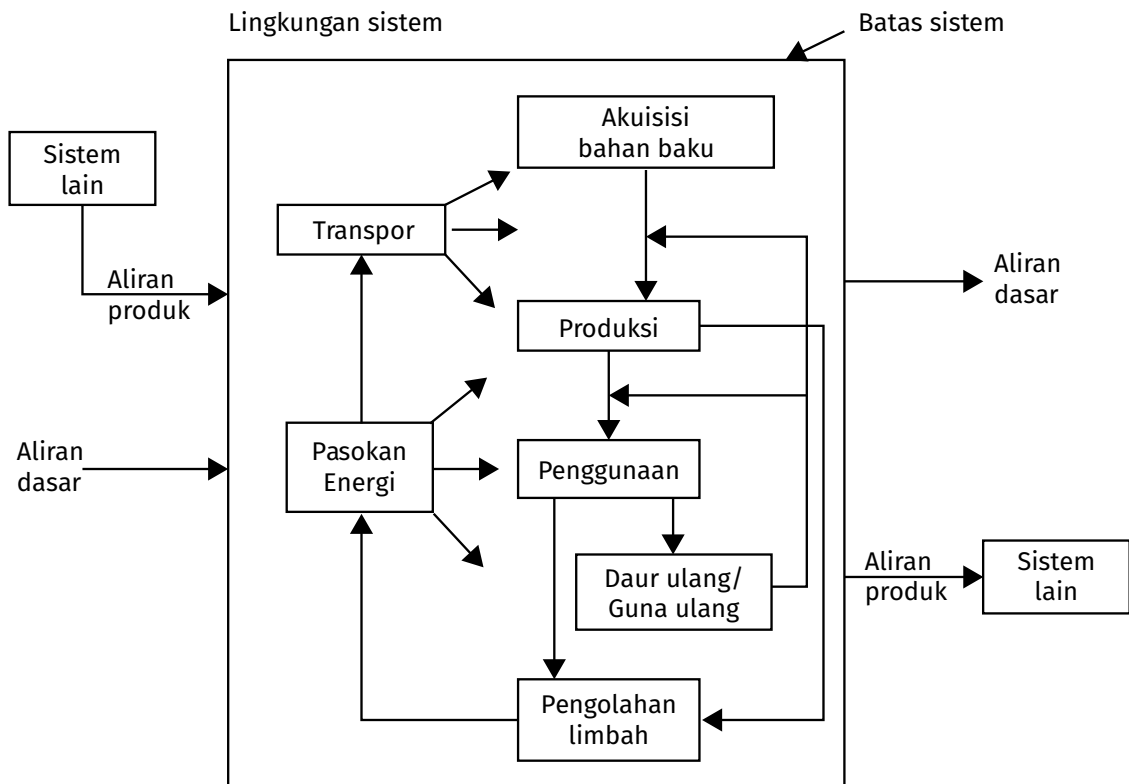 Lingkungan sistem
Batas sistem
Akuisisi
bahan baku
Sistem
lain
Transpor
Aliran
produk
Aliran
dasar
Produksi
Aliran
dasar
Pasokan
Energi
Penggunaan
Daur ulang/
Guna ulang
Aliran
produk
Sistem
lain
Pengolahan
limbah